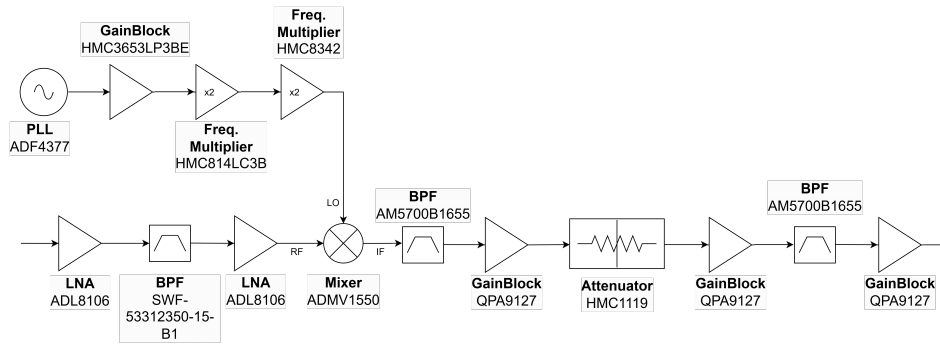 Freq.
Multiplier
HMC8342
GainBlock
HMC3653LP3BE
x2
x2
PLL
ADF4377
Freq.
Multiplier
HMC814LC3B
LO
BPF
AM5700B1655
BPF
AM5700B1655
RF
IF
LNA
ADL8106
BPF
SWF-
53312350-15-
B1
LNA
ADL8106
Mixer
ADMV1550
GainBlock
QPA9127
Attenuator
HMC1119
GainBlock
QPA9127
GainBlock
QPA9127